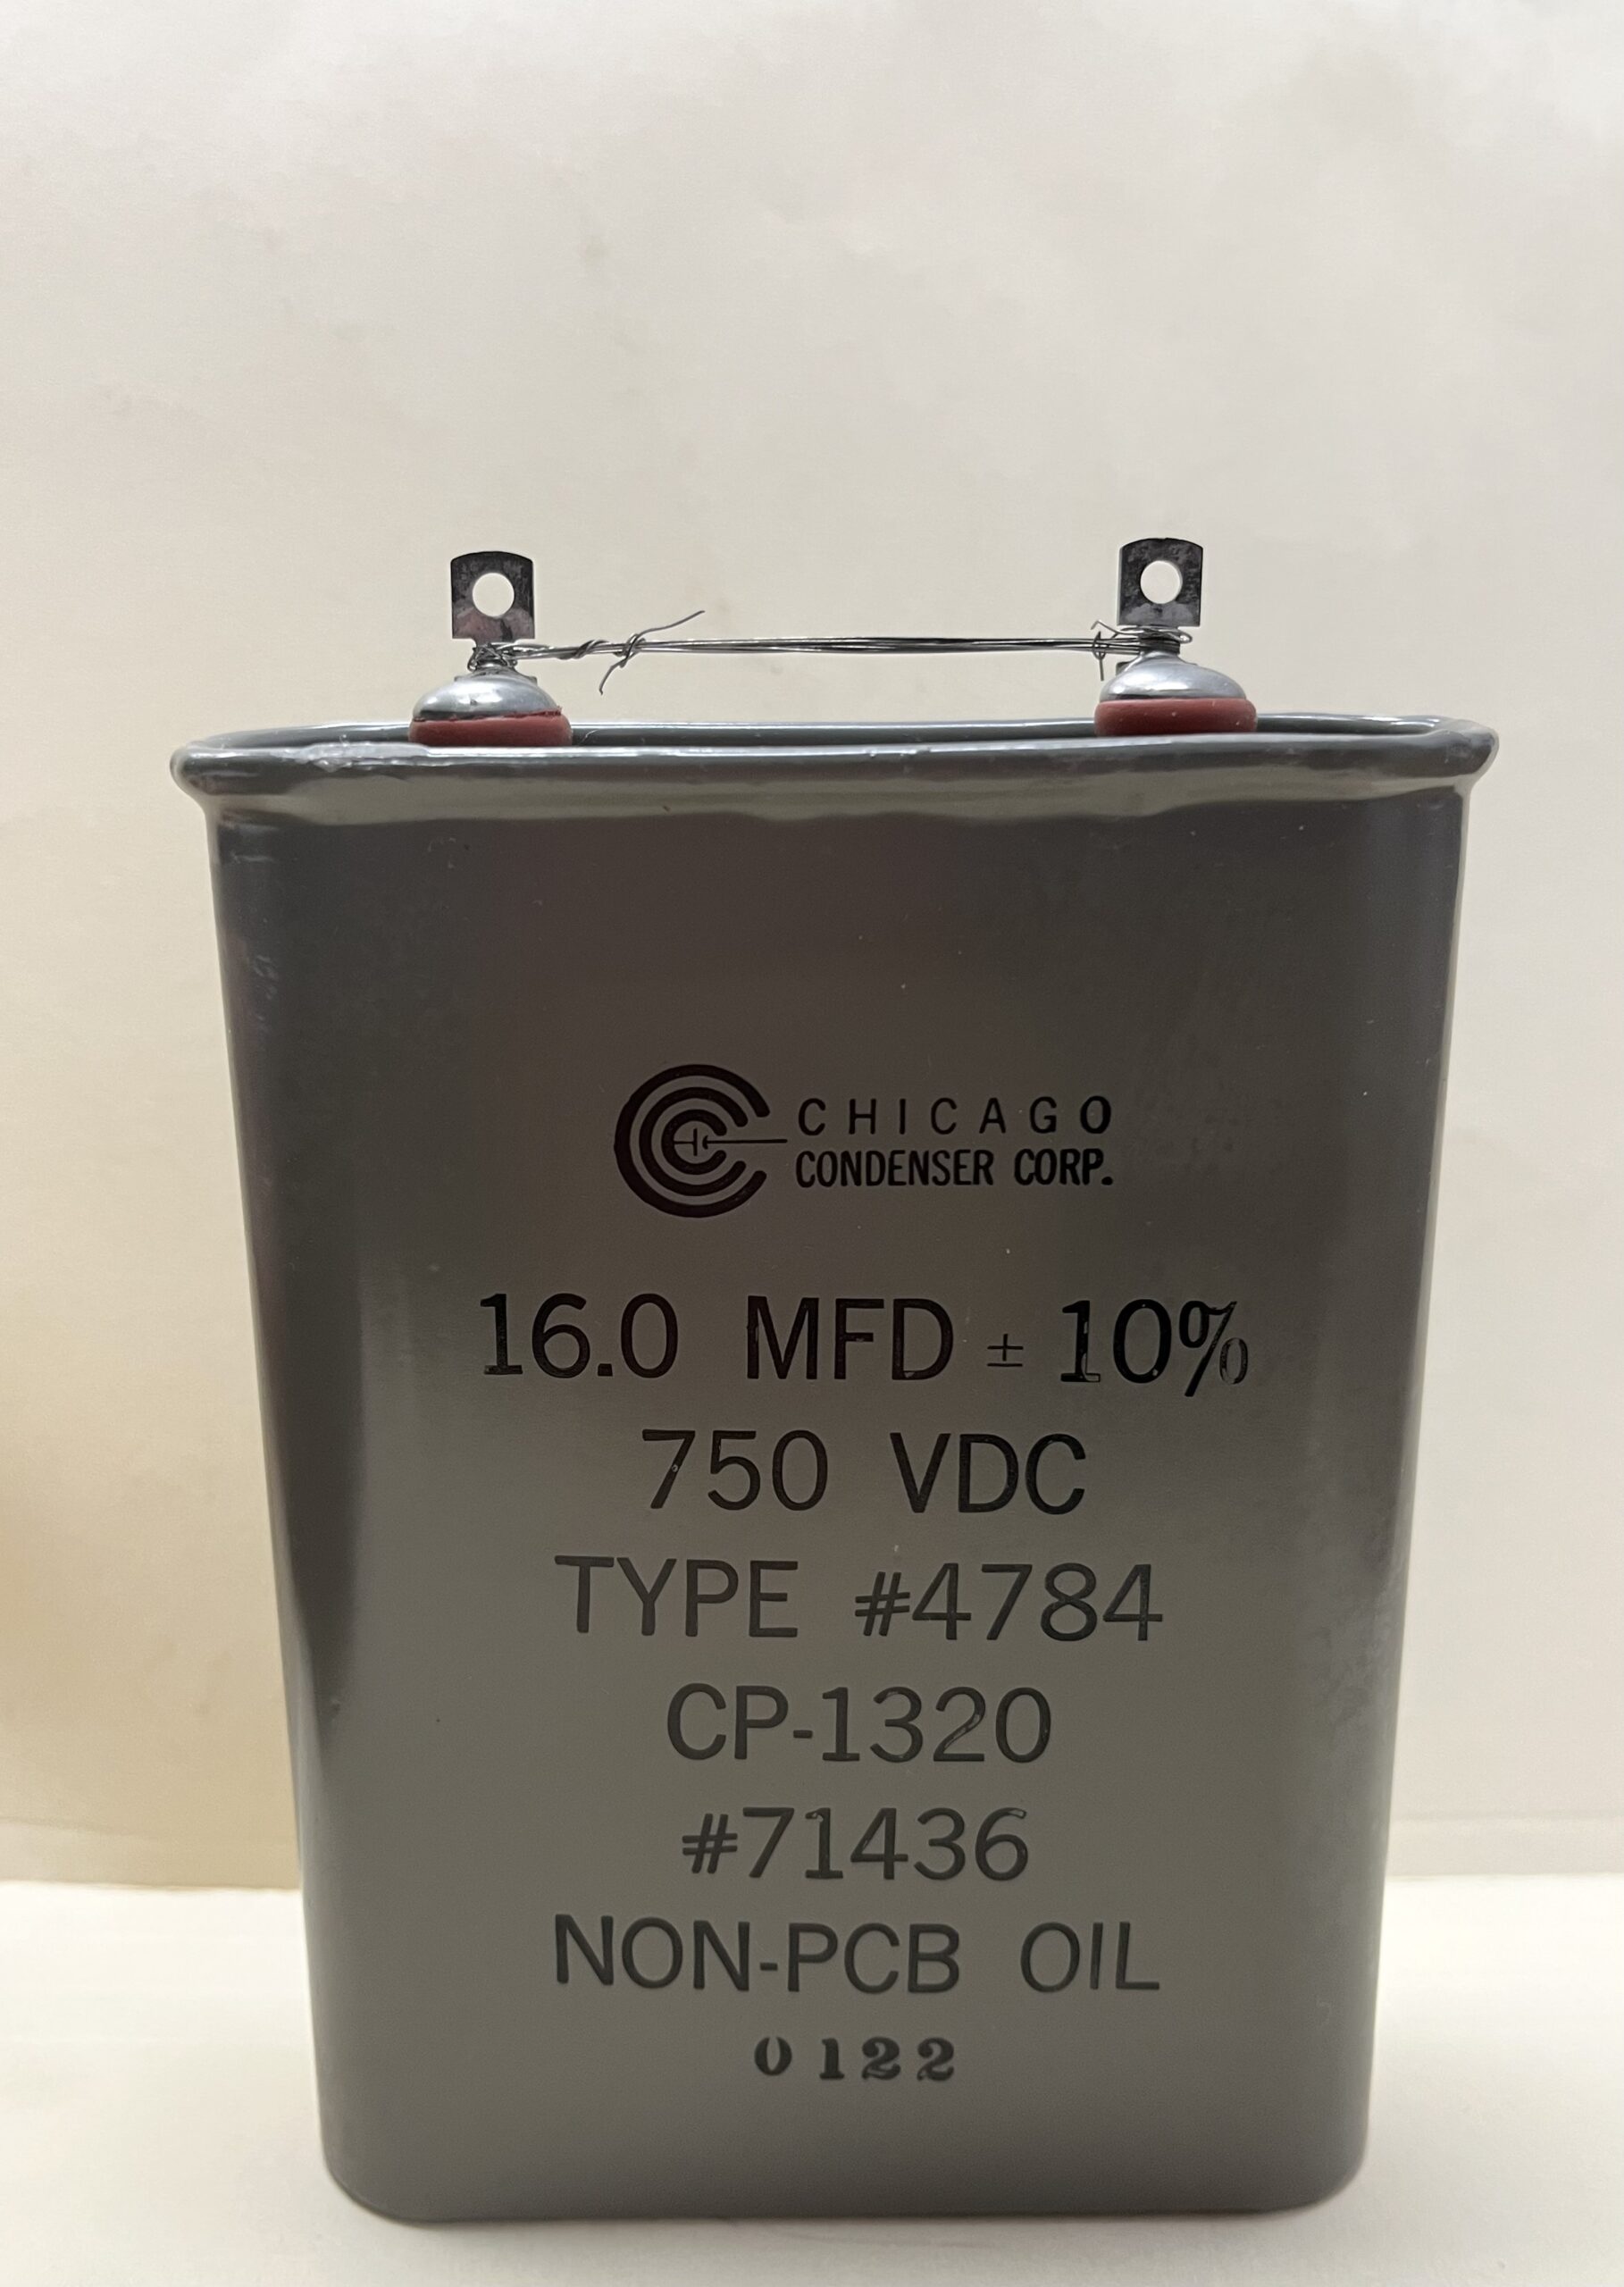 CHICAGO
CONDENSER CORP.
16.0 MFD ± 10%
750 VDC
TYPE #4784
CP-1320
#71436
NON-PCB OIL
0122